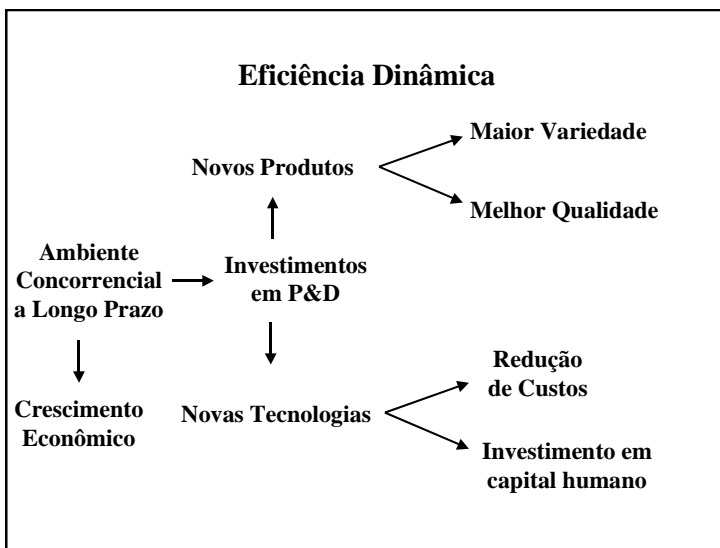 Eficiência Dinâmica
Maior Variedade
Novos Produtos
Melhor Qualidade
Ambiente
Concorrencial
a Longo Prazo
Investimentos
em P&D
Redução
de Custos
Crescimento
Econômico
Novas Tecnologias
Investimento em
capital humano